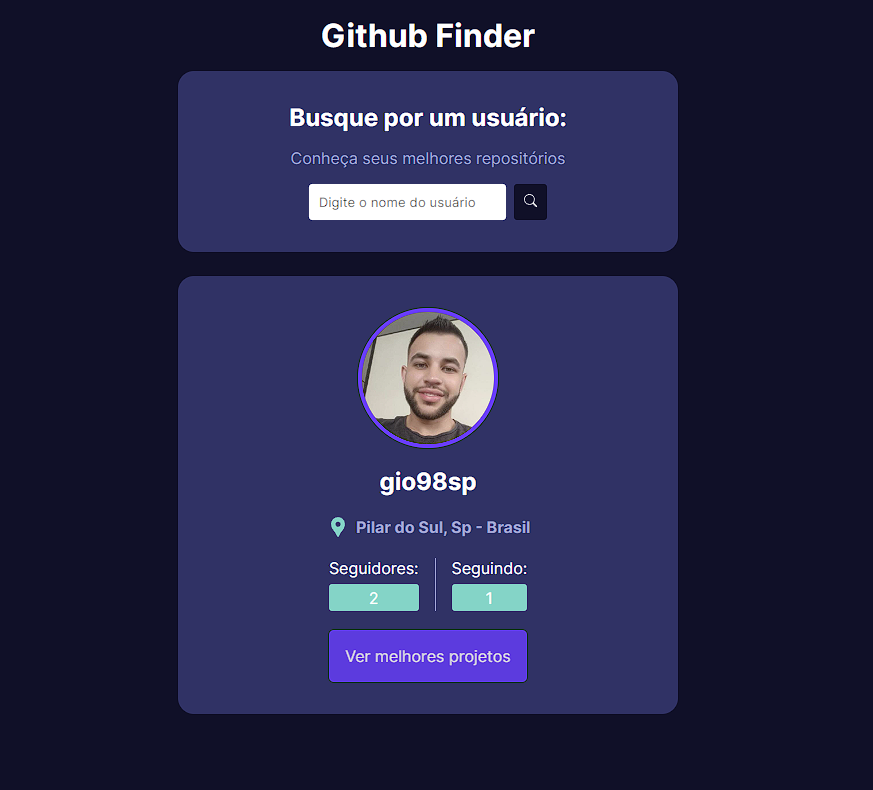 Github Finder
Busque por um usuário:
Conheça seus melhores repositórios
Digite o nome do usuário
gio98sp
Pilar do Sul, Sp - Brasil
Seguidores: Seguindo:
2 1
Ver melhores projetos